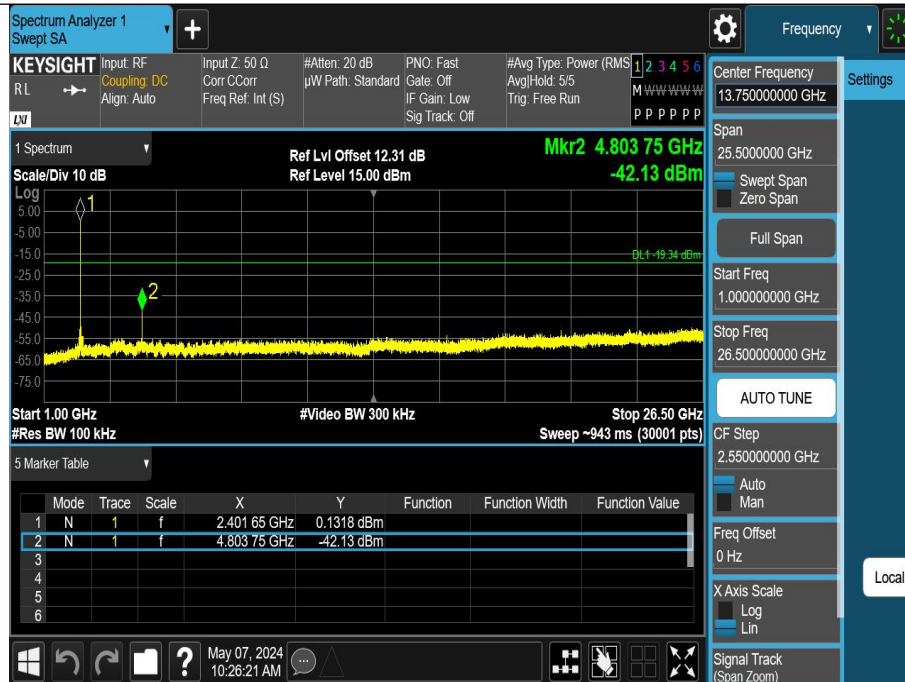 Spectrum Analyzer 1
Swept SA
+
Frequency
KEYSIGHT
RL
LXI
Input: RF
Coupling: DC
Align: Auto
Input Z: 50 Ω
Corr CCorr
Freq Ref: Int (S)
#Atten: 20 dB
µW Path: Standard
PNO: Fast
Gate: Off
IF Gain: Low
Sig Track: Off
#Avg Type: Power (RMS
Avg|Hold: 5/5
Trig: Free Run
1 2 3 4 5 6
M W W W W W
P P P P P P
1 Spectrum
Scale/Div 10 dB
Ref Lvl Offset 12.31 dB
Ref Level 15.00 dBm
Mkr2 4.803 75 GHz
-42.13 dBm
Log
5.00
-5.00
-15.0
-25.0
-35.0
-45.0
-55.0
-65.0
-75.0
1
2
DL1 -19.34 dBm
Start 1.00 GHz
#Video BW 300 kHz
Stop 26.50 GHz
#Res BW 100 kHz
Sweep ~943 ms (30001 pts)
5 Marker Table
Mode Trace Scale X Y Function Function Width Function Value
1 N 1 f 2.401 65 GHz 0.1318 dBm
2 N 1 f 4.803 75 GHz -42.13 dBm
3
4
5
6
?
May 07, 2024
10:26:21 AM
Center Frequency
13.750000000 GHz
Settings
Span
25.5000000 GHz
Swept Span
Zero Span
Full Span
Start Freq
1.000000000 GHz
Stop Freq
26.500000000 GHz
AUTO TUNE
CF Step
2.550000000 GHz
Auto
Man
Freq Offset
0 Hz
Local
X Axis Scale
Log
Lin
Signal Track
(Span Zoom)